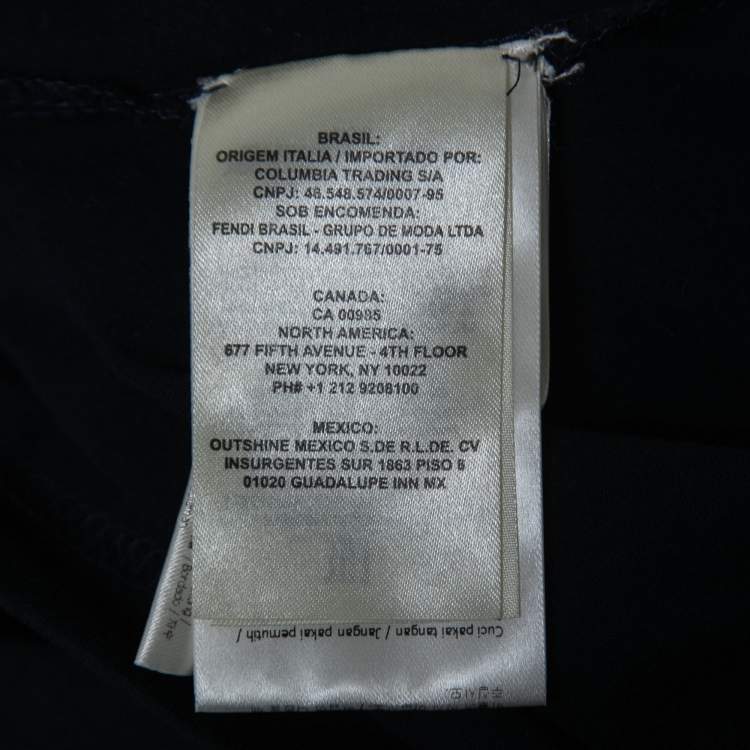 BRASIL:
ORIGEM ITALIA / IMPORTADO POR:
COLUMBIA TRADING S/A
CNPJ: 46.548.574/0007-95
SOB ENCOMENDA:
FENDI BRASIL - GRUPO DE MODA LTDA
CNPJ: 14.491.767/0001-75
CANADA:
CA 00985
NORTH AMERICA:
677 FIFTH AVENUE - 4TH FLOOR
NEW YORK, NY 10022
PH# +1 212 9208100
MEXICO:
OUTSHINE MEXICO S.DE R.L.DE. CV
INSURGENTES SUR 1863 PISO 8
01020 GUADALUPE INN MX
Cuci pakai tangan / Jangan pakai pemutih /